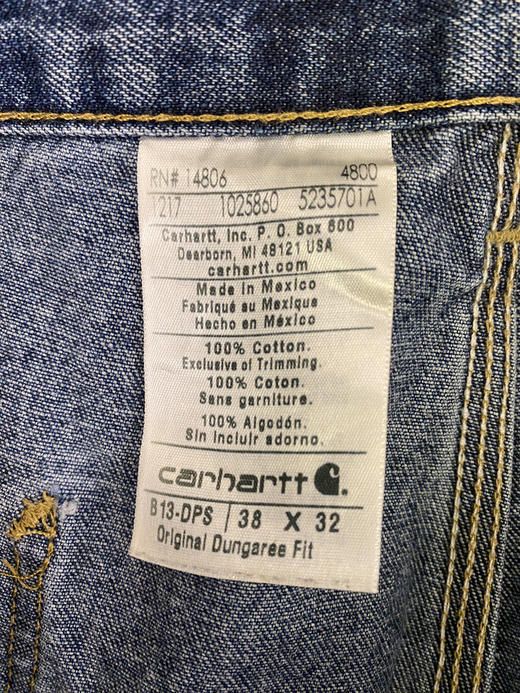 RN# 14806 4800
1217 1025860 5235701A
Carhartt, Inc. P. O. Box 600
Dearborn, MI 48121 USA
carhartt.com
Made in Mexico
Fabriqué au Mexique
Hecho en México
100% Cotton.
Exclusive of Trimming.
100% Coton.
Sans garniture.
100% Algodón.
Sin incluir adorno.
carhartt
B13-DPS 38 X 32
Original Dungaree Fit